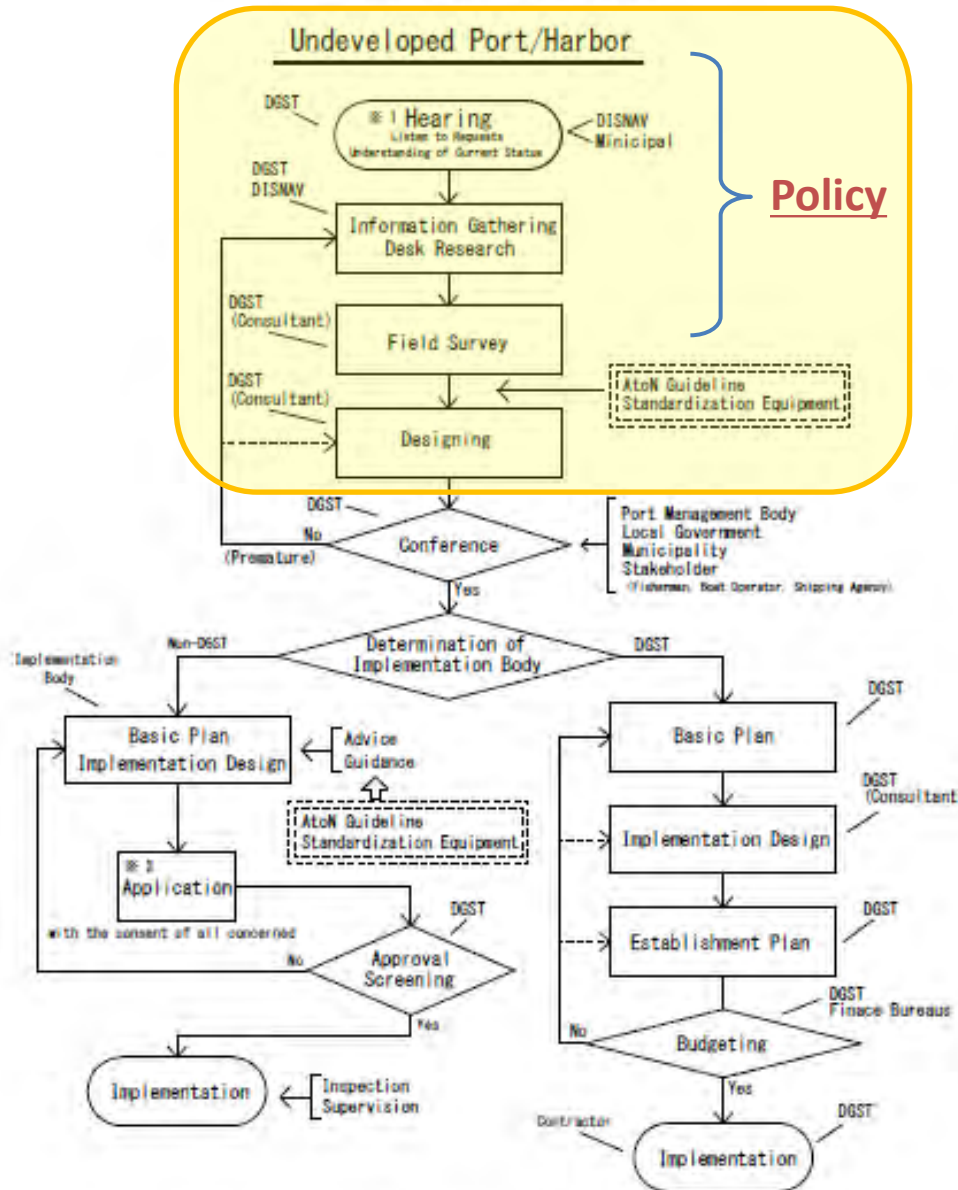 Undeveloped Port/Harbor
DGST
※1 Hearing
Listen to Requests
Understanding of Current Status
DISNAV
Minicipal
Policy
DGST
DISNAV
Information Gathering
Desk Research
DGST
(Consultant)
Field Survey
DGST
(Consultant)
AtoN Guideline
Standardization Equipment
Designing
DGST
Conference
No
(Premature)
Port Management Body
Local Government
Municipality
Stakeholder
(Fisherman, Boat Operator, Shipping Agency)
Yes
Determination of
Implementation Body
Non-DGST
DGST
Implementation
Body
Basic Plan
Implementation Design
Advice
Guidance
AtoN Guideline
Standardization Equipment
DGST
Basic Plan
DGST
(Consultant
Implementation Design
Application
with the consent of all concerned
DGST
Approval
Screening
No
Yes
DGST
Establishment Plan
DGST
Finace Bureaus
Budgeting
No
Yes
Implementation
Inspection
Supervision
Contractor
DGST
Implementation